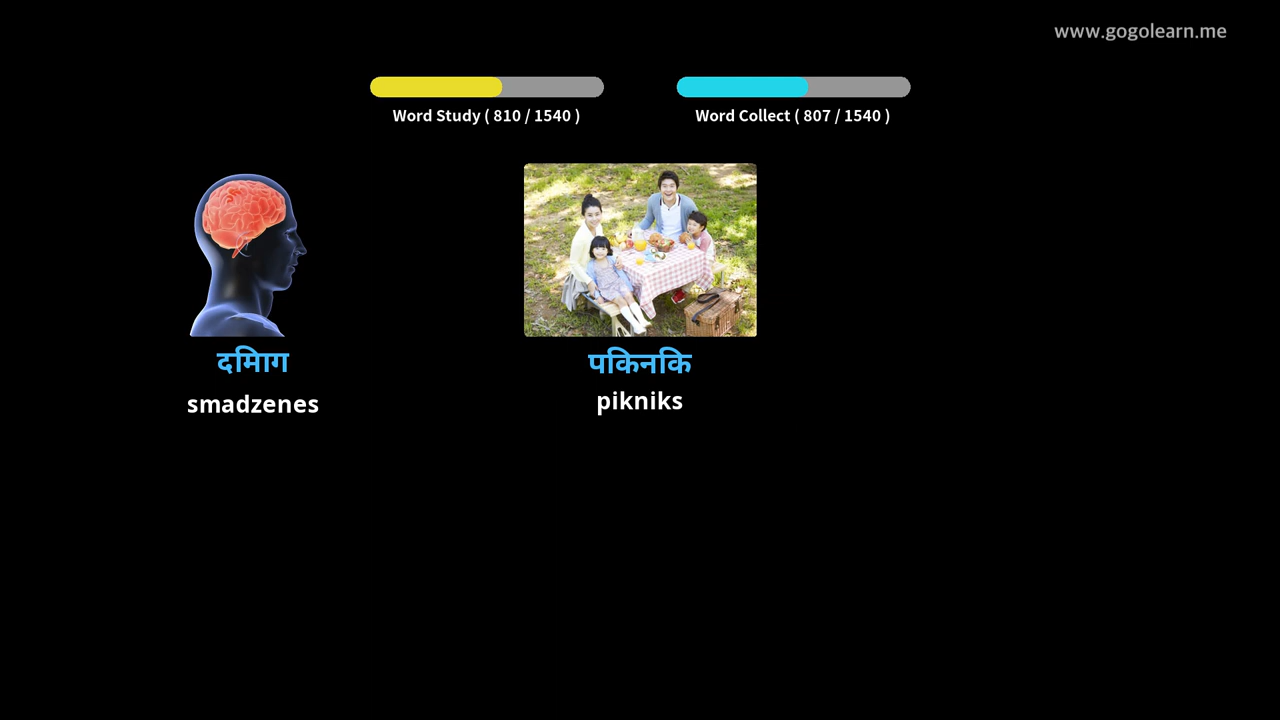 www.gogolearn.me
Word Study ( 810 / 1540 )
Word Collect ( 807 / 1540 )
दमिाग
smadzenes
पकिनकि
pikniks